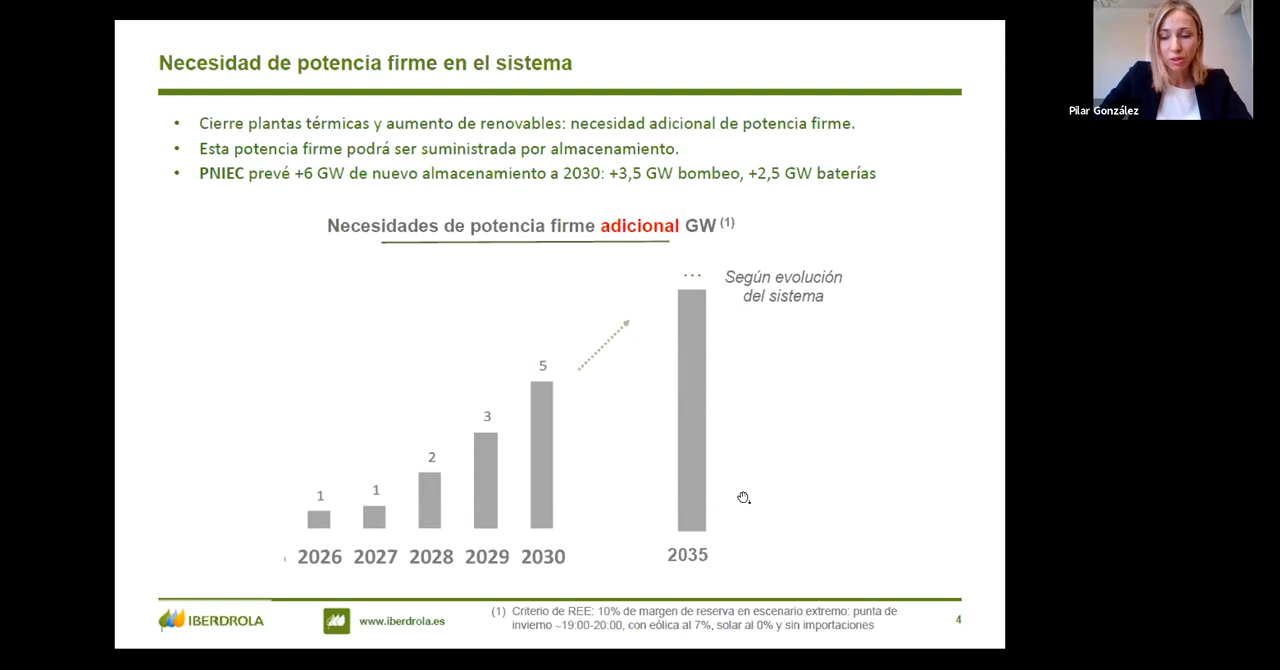 Necesidad de potencia firme en el sistema
• Cierre plantas térmicas y aumento de renovables: necesidad adicional de potencia firme.
• Esta potencia firme podrá ser suministrada por almacenamiento.
• PNIEC prevé +6 GW de nuevo almacenamiento a 2030: +3,5 GW bombeo, +2,5 GW baterías
Necesidades de potencia firme adicional GW (1)
... Según evolución
del sistema
5
3
2
1 1
2026 2027 2028 2029 2030 2035
IBERDROLA
www.iberdrola.es
(1) Criterio de REE: 10% de margen de reserva en escenario extremo: punta de
invierno ~19:00-20:00, con eólica al 7%, solar al 0% y sin importaciones
4
Pilar González